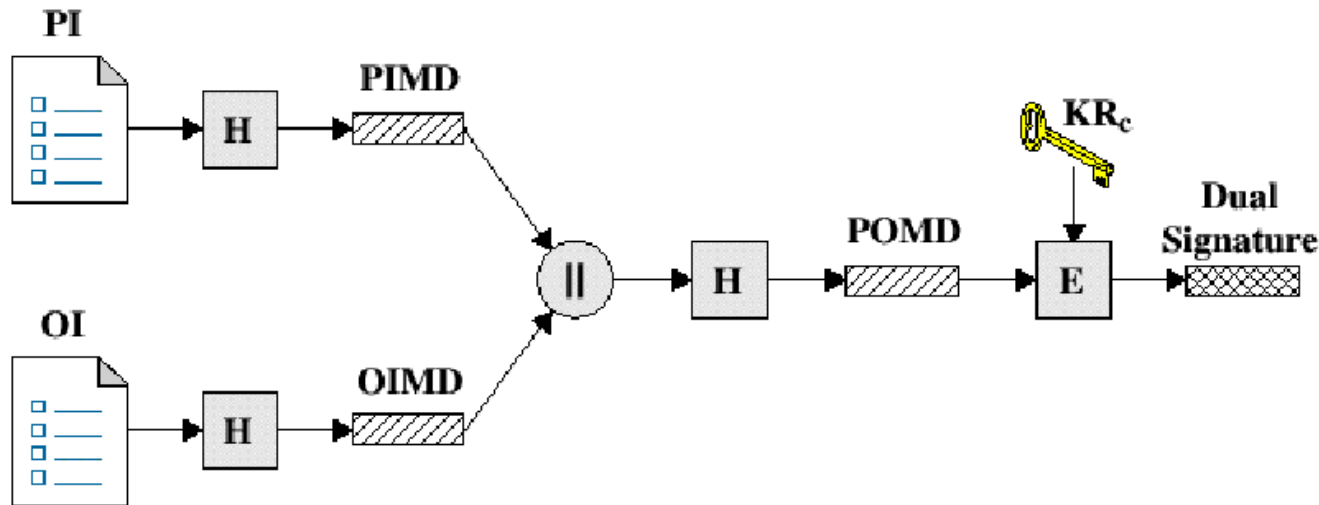 PI
PIMD
H
KRc
Dual
Signature
POMD
||
H
E
OI
OIMD
H